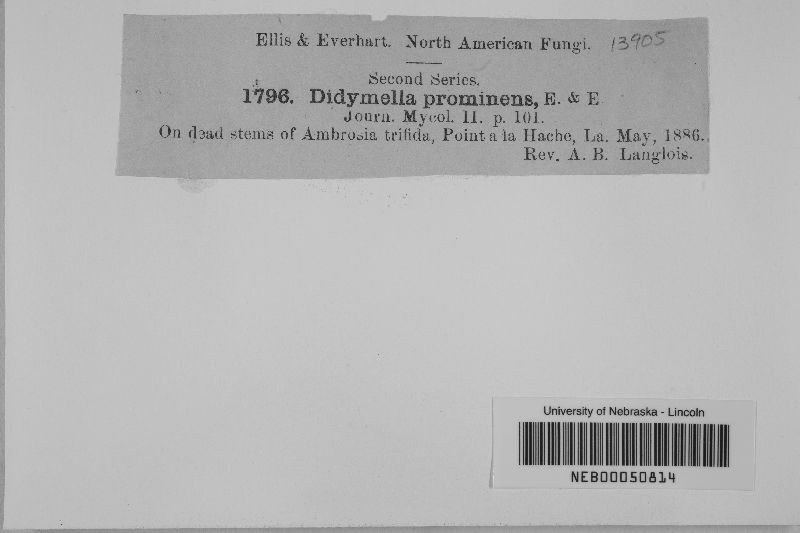 Ellis & Everhart. North American Fungi. 13905
Second Series.
1796. Didymella prominens, E. & E
Journ. Mycol. II. p. 101.
On dead stems of Ambrosia trifida, Point a la Hache, La. May, 1886.
Rev. A. B. Langlois.
University of Nebraska - Lincoln
NEB00050814